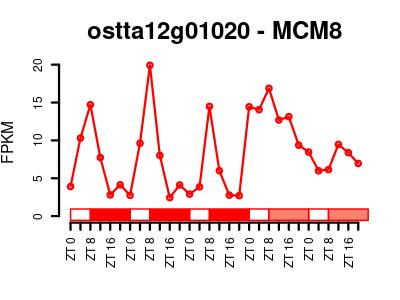 ostta12g01020 - MCM8
FPKM
20
15
10
5
0
ZT 0
ZT 8
ZT 16
ZT 0
ZT 8
ZT 16
ZT 0
ZT 8
ZT 16
ZT 0
ZT 8
ZT 16
ZT 0
ZT 8
ZT 16